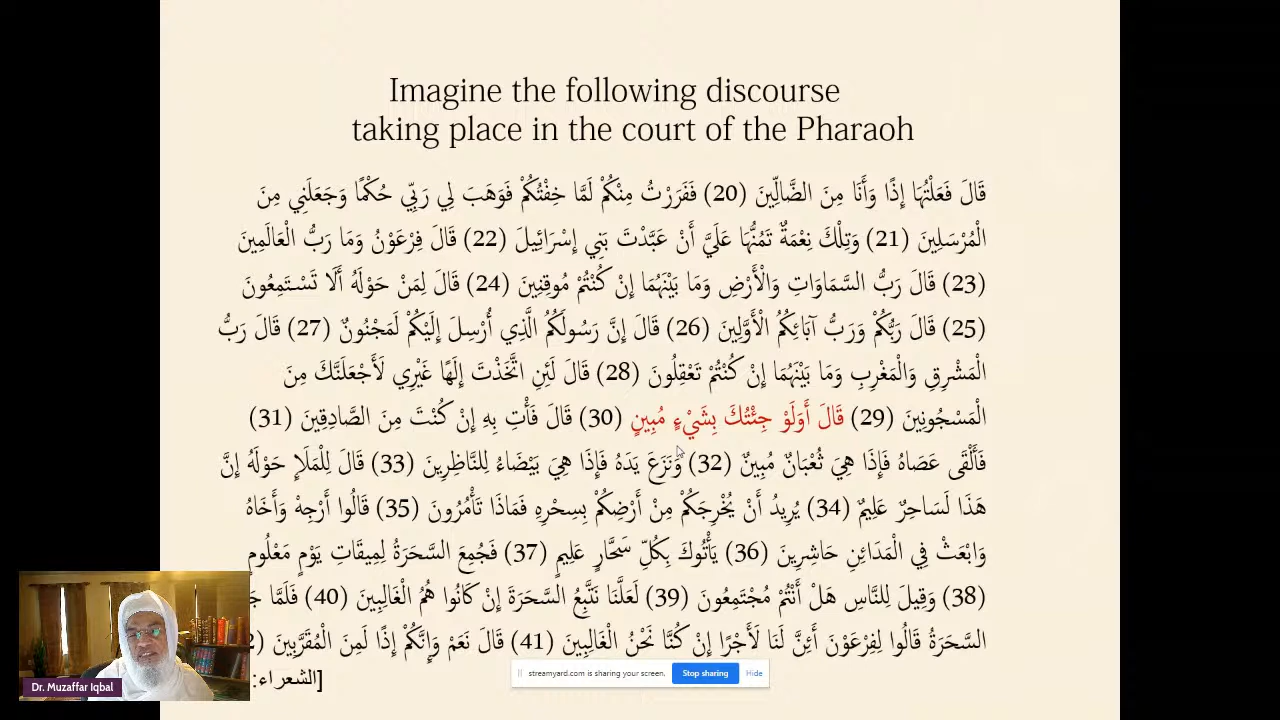 Imagine the following discourse
taking place in the court of the Pharaoh
قَالَ فَعَلْتُهَا إِذًا وَأَنَا مِنَ الضَّالِّينَ (20) فَفَرَرْتُ مِنْكُمْ لَمَّا خِفْتُكُمْ فَوَهَبَ لِي رَبِّي حُكْمًا وَجَعَلَنِي مِنَ
الْمُرْسَلِينَ (21) وَتِلْكَ نِعْمَةٌ تَمُنُّهَا عَلَيَّ أَنْ عَبَّدْتَ بَنِي إِسْرَائِيلَ (22) قَالَ فِرْعَوْنُ وَمَا رَبُّ الْعَالَمِينَ
(23) قَالَ رَبُّ السَّمَاوَاتِ وَالْأَرْضِ وَمَا بَيْنَهُمَا إِنْ كُنْتُمْ مُوقِنِينَ (24) قَالَ لِمَنْ حَوْلَهُ أَلَا تَسْتَمِعُونَ
(25) قَالَ رَبُّكُمْ وَرَبُّ آبَائِكُمُ الْأَوَّلِينَ (26) قَالَ إِنَّ رَسُولَكُمُ الَّذِي أُرْسِلَ إِلَيْكُمْ لَمَجْنُونٌ (27) قَالَ رَبُّ
الْمَشْرِقِ وَالْمَغْرِبِ وَمَا بَيْنَهُمَا إِنْ كُنْتُمْ تَعْقِلُونَ (28) قَالَ لَئِنِ اتَّخَذْتَ إِلَهًا غَيْرِي لَأَجْعَلَنَّكَ مِنَ
الْمَسْجُونِينَ (29) قَالَ أَوَلَوْ جِئْتُكَ بِشَيْءٍ مُبِينٍ (30) قَالَ فَأْتِ بِهِ إِنْ كُنْتَ مِنَ الصَّادِقِينَ (31)
فَأَلْقَى عَصَاهُ فَإِذَا هِيَ ثُعْبَانٌ مُبِينٌ (32) وَنَزَعَ يَدَهُ فَإِذَا هِيَ بَيْضَاءُ لِلنَّاظِرِينَ (33) قَالَ لِلْمَلَإِ حَوْلَهُ إِنَّ
هَذَا لَسَاحِرٌ عَلِيمٌ (34) يُرِيدُ أَنْ يُخْرِجَكُمْ مِنْ أَرْضِكُمْ بِسِحْرِهِ فَمَاذَا تَأْمُرُونَ (35) قَالُوا أَرْجِهْ وَأَخَاهُ
وَابْعَثْ فِي الْمَدَائِنِ حَاشِرِينَ (36) يَأْتُوكَ بِكُلِّ سَحَّارٍ عَلِيمٍ (37) فَجُمِعَ السَّحَرَةُ لِمِيقَاتِ يَوْمٍ مَعْلُومٍ
(38) وَقِيلَ لِلنَّاسِ هَلْ أَنْتُمْ مُجْتَمِعُونَ (39) لَعَلَّنَا نَتَّبِعُ السَّحَرَةَ إِنْ كَانُوا هُمُ الْغَالِبِينَ (40) فَلَمَّا
السَّحَرَةُ قَالُوا لِفِرْعَوْنَ أَئِنَّ لَنَا لَأَجْرًا إِنْ كُنَّا نَحْنُ الْغَالِبِينَ (41) قَالَ نَعَمْ وَإِنَّكُمْ إِذًا لَمِنَ الْمُقَرَّبِينَ
[الشعراء:
streamyard.com is sharing your screen. Stop sharing Hide
Dr. Muzaffar Iqbal